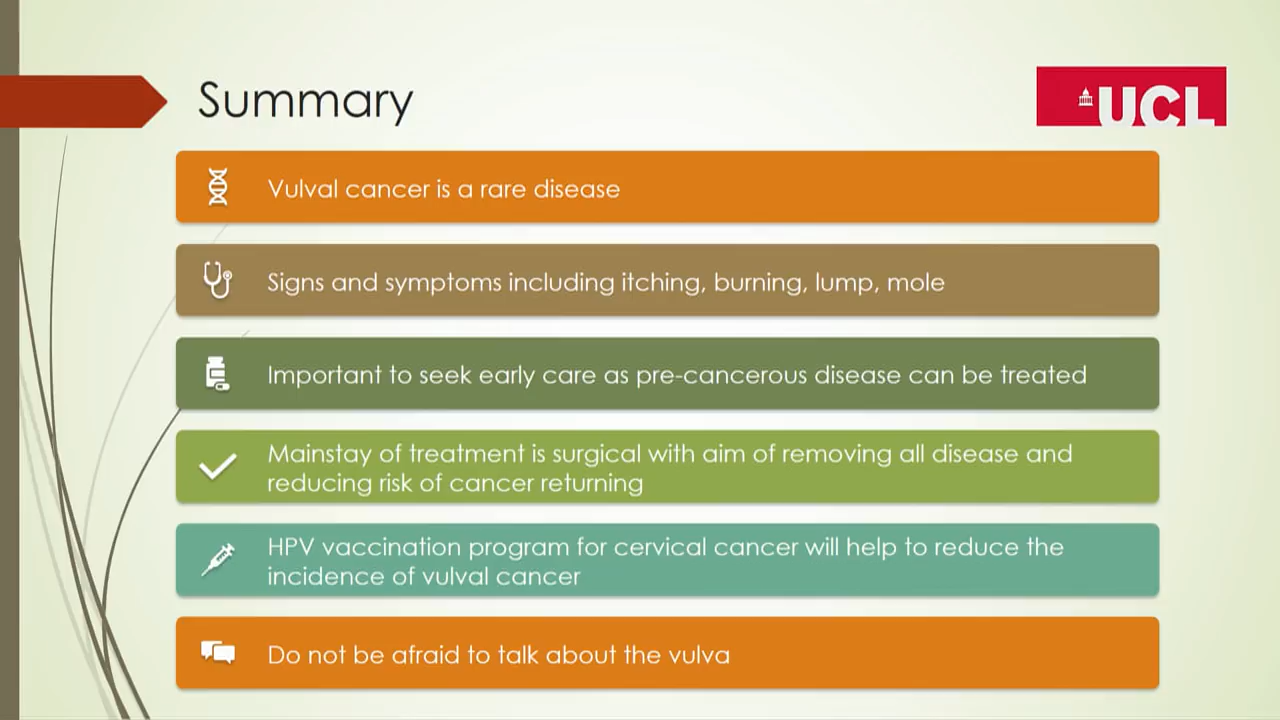 Summary
UCL
Vulval cancer is a rare disease
Signs and symptoms including itching, burning, lump, mole
Important to seek early care as pre-cancerous disease can be treated
Mainstay of treatment is surgical with aim of removing all disease and
reducing risk of cancer returning
HPV vaccination program for cervical cancer will help to reduce the
incidence of vulval cancer
Do not be afraid to talk about the vulva